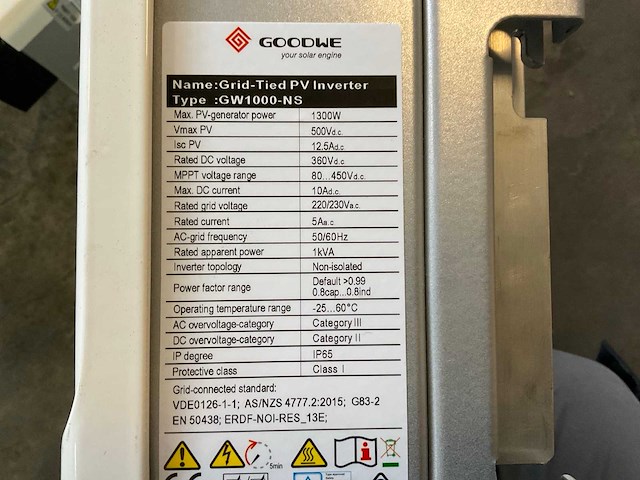 GOODWE
your solar engine
Name:Grid-Tied PV Inverter
Type :GW1000-NS
Max. PV-generator power 1300W
Vmax PV 500Vd.c.
Isc PV 12.5Ad.c.
Rated DC voltage 360Vd.c
MPPT voltage range 80...450Vd.c.
Max. DC current 10Ad.c.
Rated grid voltage 220/230Va.c.
Rated current 5Aa.c
AC-grid frequency 50/60Hz
Rated apparent power 1kVA
Inverter topology Non-isolated
Power factor range Default >0.99
0.8cap...0.8ind
Operating temperature range -25...60°C
AC overvoltage-category Category III
DC overvoltage-category Category II
IP degree IP65
Protective class Class I
Grid-connected standard:
VDE0126-1-1; AS/NZS 4777.2:2015; G83-2
EN 50438; ERDF-NOI-RES_13E;
5min